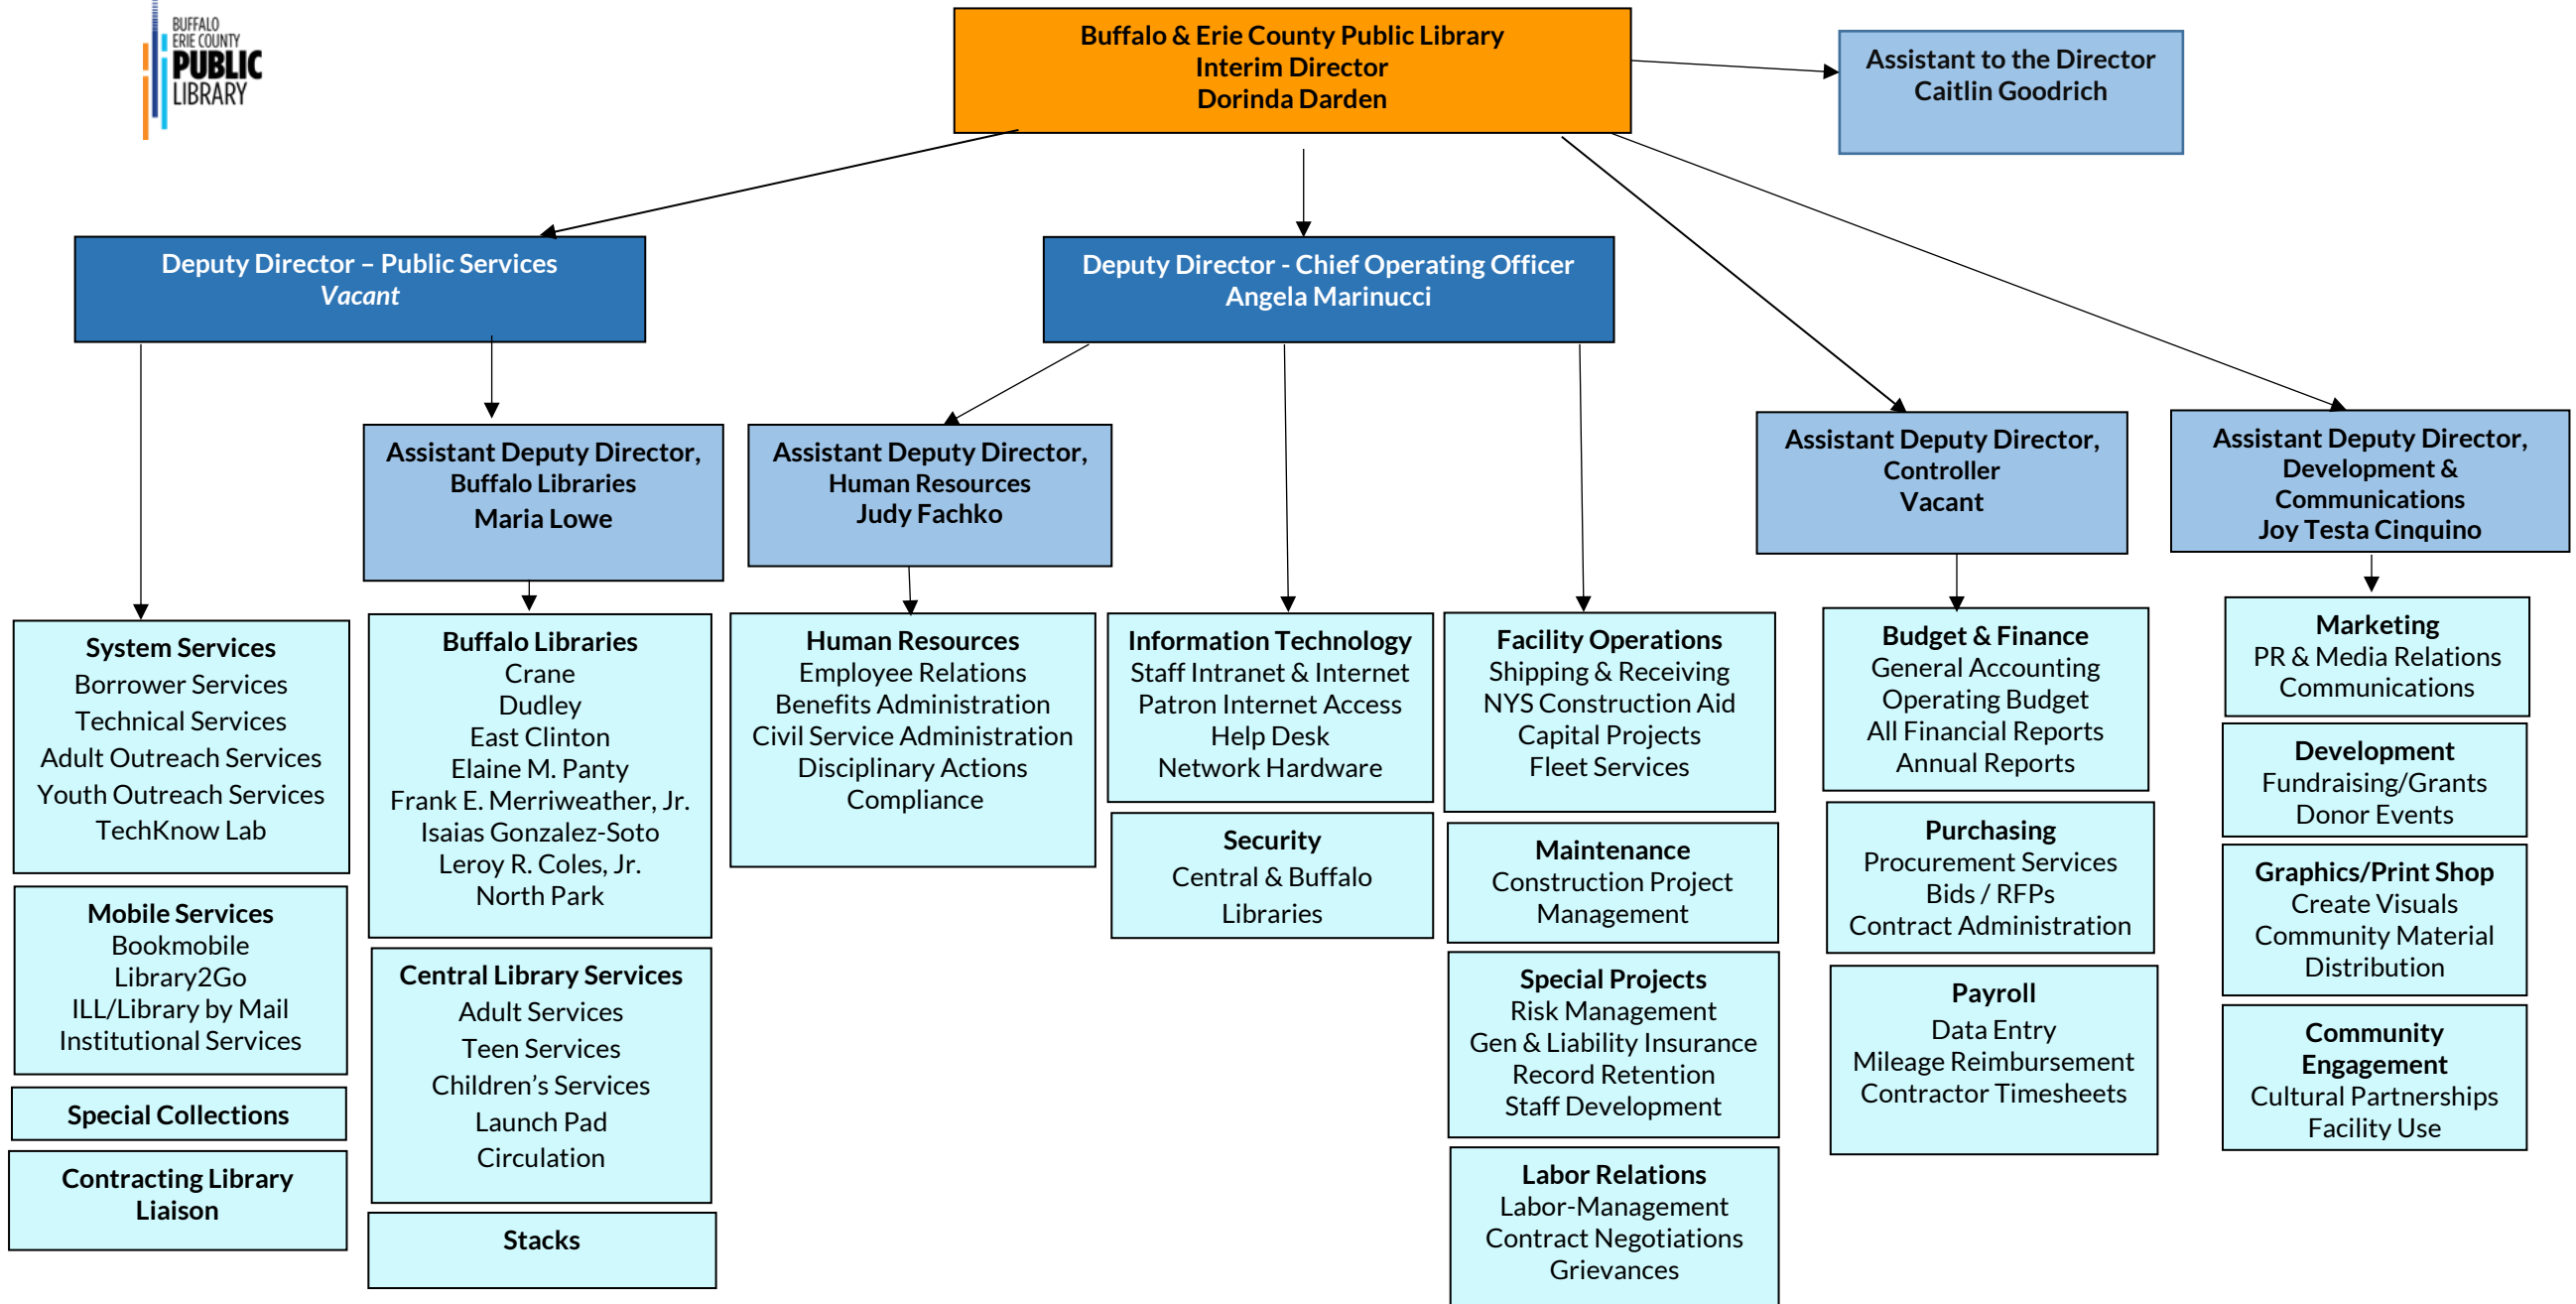 BUFFALO
ERIE COUNTY
PUBLIC
LIBRARY
Buffalo & Erie County Public Library
Interim Director
Dorinda Darden
Assistant to the Director
Caitlin Goodrich
Deputy Director – Public Services
Vacant
Deputy Director - Chief Operating Officer
Angela Marinucci
Assistant Deputy Director,
Buffalo Libraries
Maria Lowe
Assistant Deputy Director,
Human Resources
Judy Fachko
Assistant Deputy Director,
Controller
Vacant
Assistant Deputy Director,
Development &
Communications
Joy Testa Cinquino
System Services
Borrower Services
Technical Services
Adult Outreach Services
Youth Outreach Services
TechKnow Lab
Mobile Services
Bookmobile
Library2Go
ILL/Library by Mail
Institutional Services
Special Collections
Contracting Library
Liaison
Buffalo Libraries
Crane
Dudley
East Clinton
Elaine M. Panty
Frank E. Merriweather, Jr.
Isaias Gonzalez-Soto
Leroy R. Coles, Jr.
North Park
Central Library Services
Adult Services
Teen Services
Children’s Services
Launch Pad
Circulation
Stacks
Human Resources
Employee Relations
Benefits Administration
Civil Service Administration
Disciplinary Actions
Compliance
Information Technology
Staff Intranet & Internet
Patron Internet Access
Help Desk
Network Hardware
Security
Central & Buffalo
Libraries
Facility Operations
Shipping & Receiving
NYS Construction Aid
Capital Projects
Fleet Services
Maintenance
Construction Project
Management
Special Projects
Risk Management
Gen & Liability Insurance
Record Retention
Staff Development
Labor Relations
Labor-Management
Contract Negotiations
Grievances
Budget & Finance
General Accounting
Operating Budget
All Financial Reports
Annual Reports
Purchasing
Procurement Services
Bids / RFPs
Contract Administration
Payroll
Data Entry
Mileage Reimbursement
Contractor Timesheets
Marketing
PR & Media Relations
Communications
Development
Fundraising/Grants
Donor Events
Graphics/Print Shop
Create Visuals
Community Material
Distribution
Community
Engagement
Cultural Partnerships
Facility Use